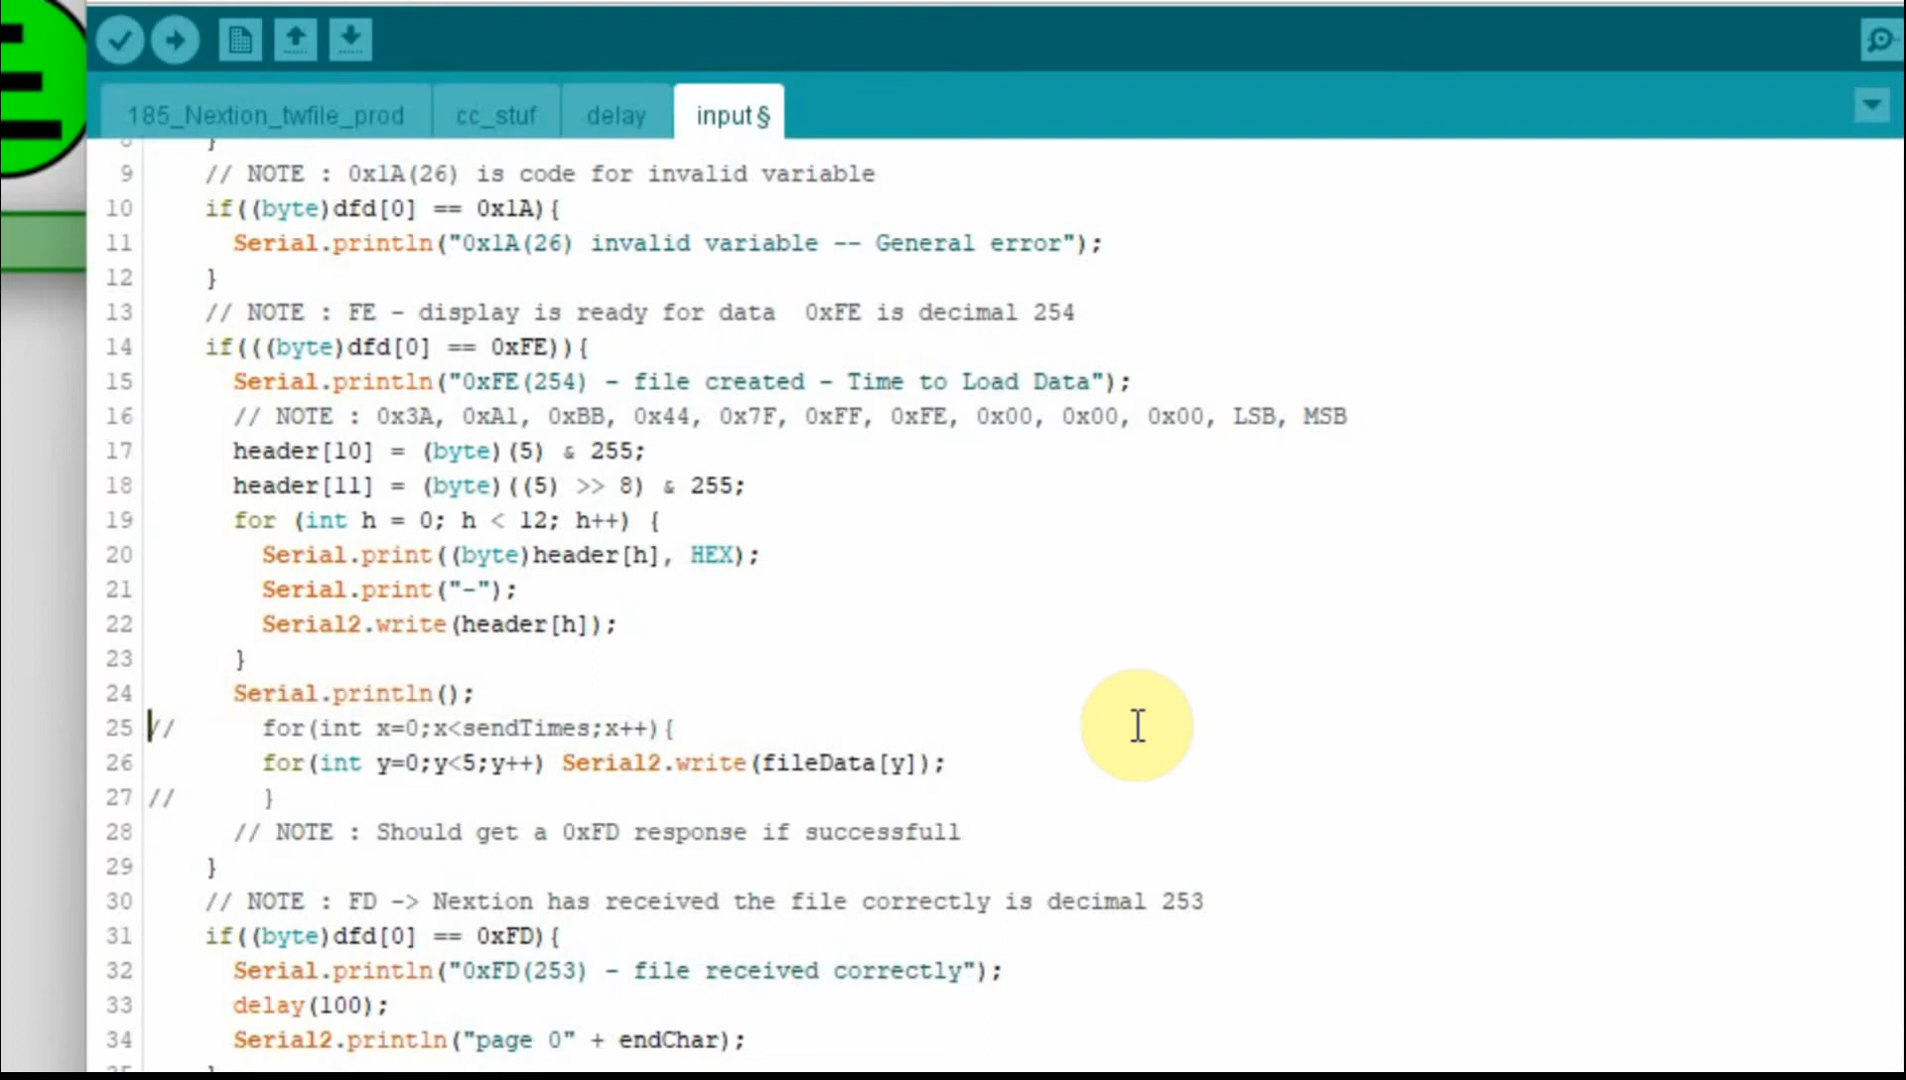 185_Nextion_twfile_prod cc_stuf delay input§
9 // NOTE : 0x1A(26) is code for invalid variable
10 if((byte)dfd[0] == 0x1A){
11 Serial.println("0x1A(26) invalid variable -- General error");
12 }
13 // NOTE : FE - display is ready for data  0xFE is decimal 254
14 if(((byte)dfd[0] == 0xFE)){
15 Serial.println("0xFE(254) - file created - Time to Load Data");
16 // NOTE : 0x3A, 0xA1, 0xBB, 0x44, 0x7F, 0xFF, 0xFE, 0x00, 0x00, 0x00, LSB, MSB
17 header[10] = (byte)(5) & 255;
18 header[11] = (byte)((5) >> 8) & 255;
19 for (int h = 0; h < 12; h++) {
20 Serial.print((byte)header[h], HEX);
21 Serial.print("-");
22 Serial2.write(header[h]);
23 }
24 Serial.println();
25 // for(int x=0;x<sendTimes;x++){
26 for(int y=0;y<5;y++) Serial2.write(fileData[y]);
27 // }
28 // NOTE : Should get a 0xFD response if successfull
29 }
30 // NOTE : FD -> Nextion has received the file correctly is decimal 253
31 if((byte)dfd[0] == 0xFD){
32 Serial.println("0xFD(253) - file received correctly");
33 delay(100);
34 Serial2.println("page 0" + endChar);